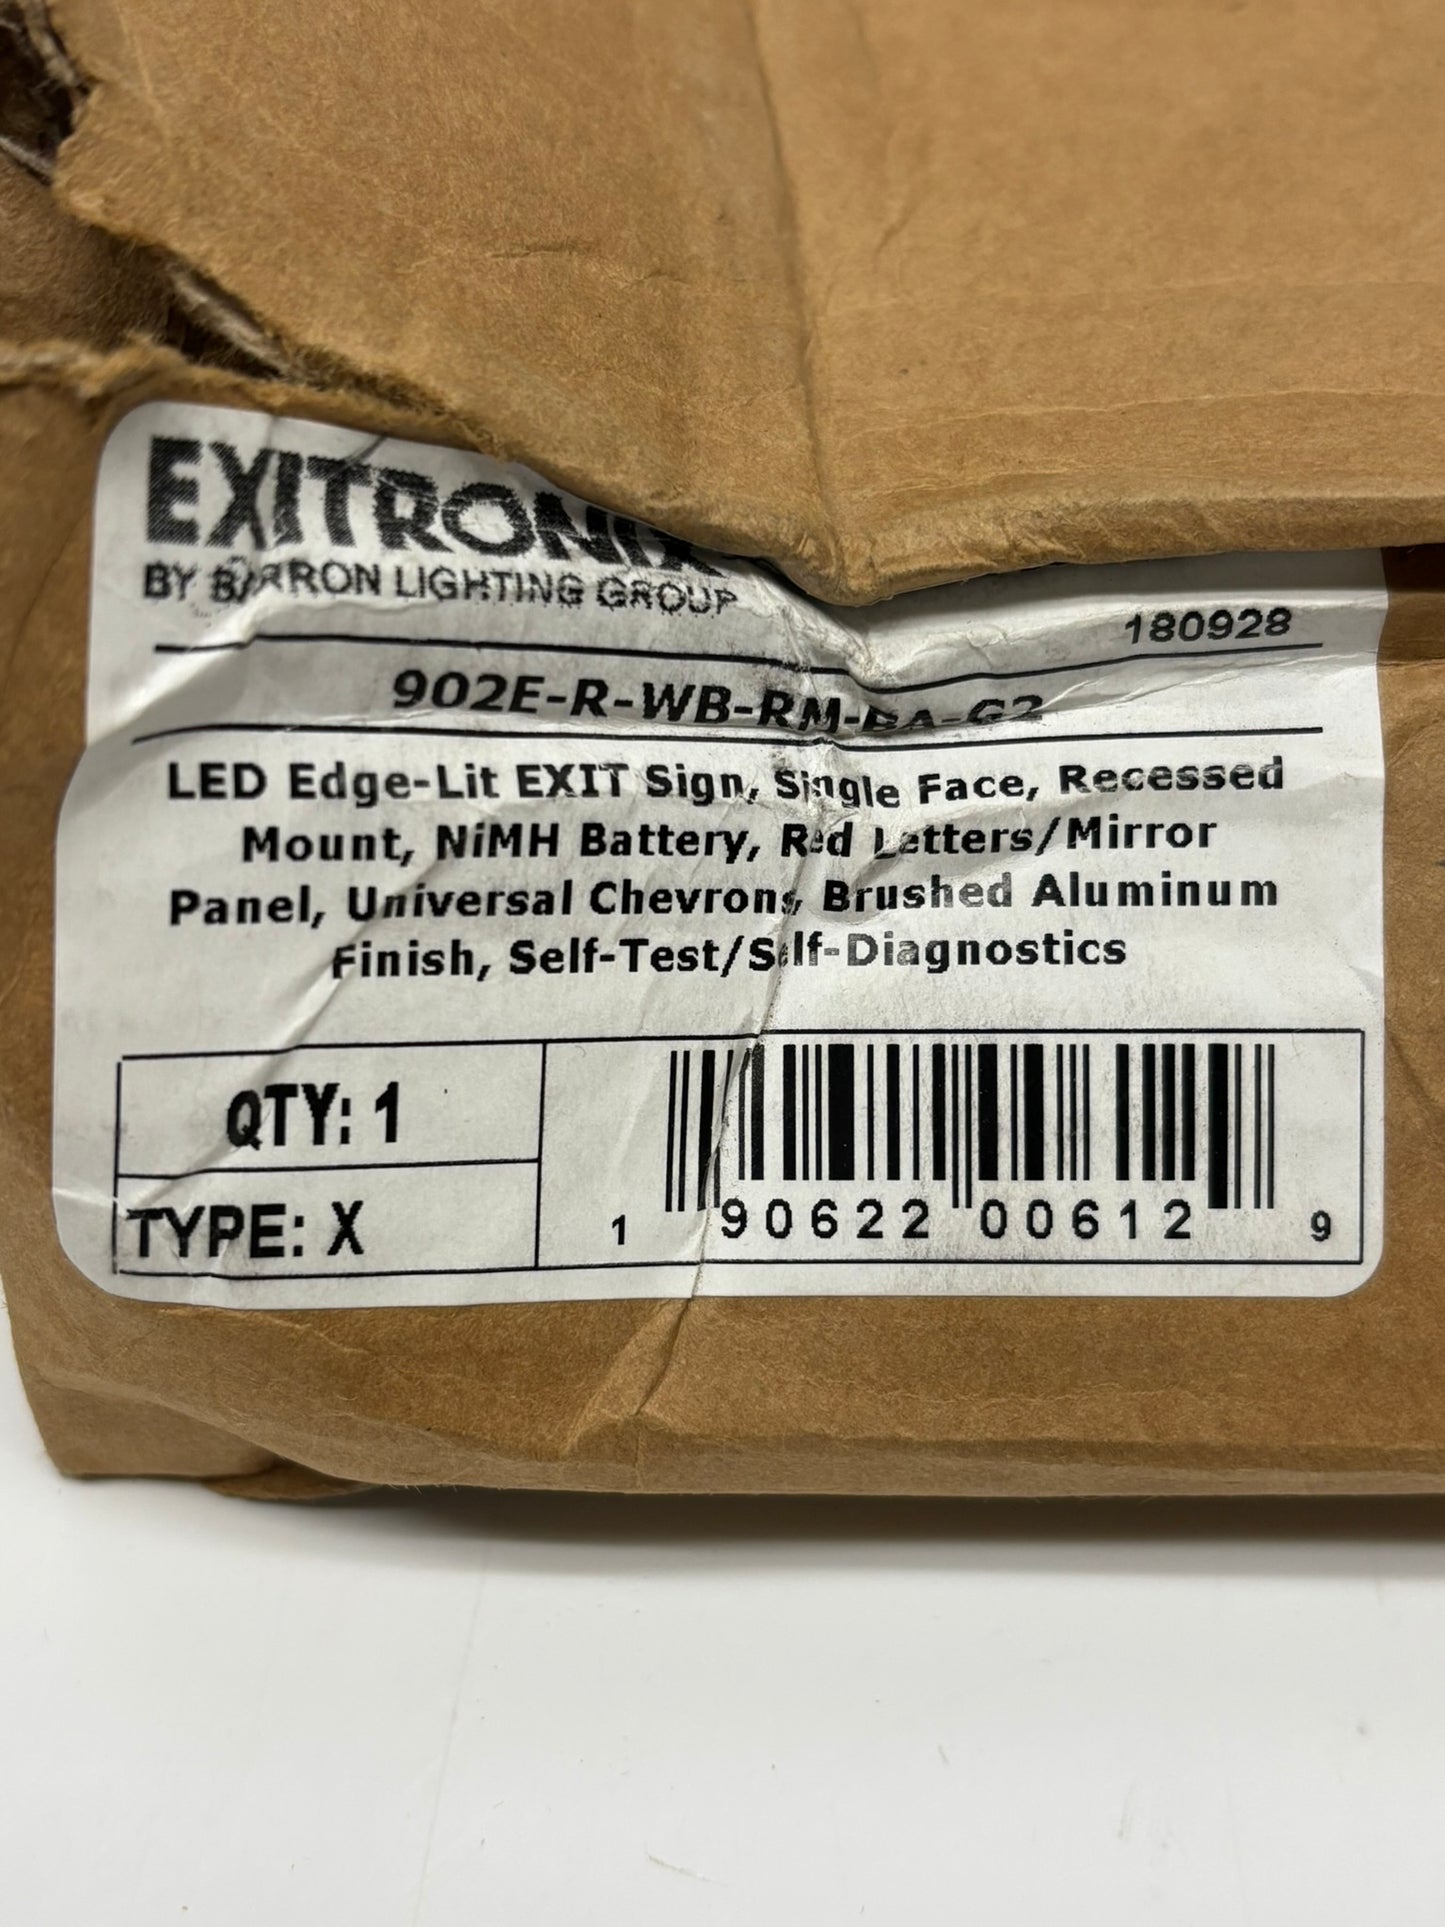 EXITRONIX
BY BARRON LIGHTING GROUP
180928
902E-R-WB-RM-BA-G2
LED Edge-Lit EXIT Sign, Single Face, Recessed
Mount, NiMH Battery, Red Letters/Mirror
Panel, Universal Chevrons, Brushed Aluminum
Finish, Self-Test/Self-Diagnostics
QTY: 1
TYPE: X
1 90622 00612 9